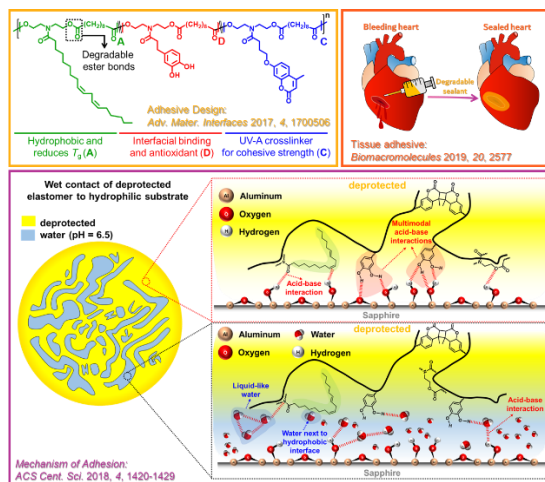 n
A
D
C
Degradable
ester bonds
OH
OH
Adhesive Design:
Adv. Mater. Interfaces 2017, 4, 1700506
Hydrophobic and
reduces Tg (A)
Interfacial binding
and antioxidant (D)
UV-A crosslinker
for cohesive strength (C)
Bleeding heart
Sealed heart
Degradable
sealant
Tissue adhesive:
Biomacromolecules 2019, 20, 2577
Wet contact of deprotected
elastomer to hydrophilic substrate
deprotected
water (pH = 6.5)
deprotected
Al Aluminum
O Oxygen
H Hydrogen
Multimodal
acid-base
interactions
Acid-base
interaction
Sapphire
Al Aluminum
Water
deprotected
O Oxygen
H Hydrogen
Liquid-like
water
Water next to
hydrophobic
interface
Acid-base
interaction
Sapphire
Mechanism of Adhesion:
ACS Cent. Sci. 2018, 4, 1420-1429